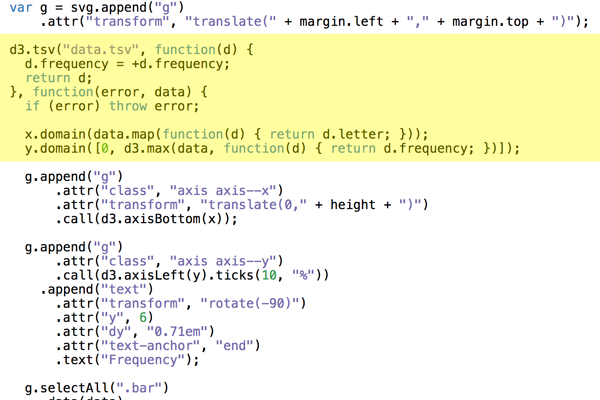 var g = svg.append("g")
    .attr("transform", "translate(" + margin.left + "," + margin.top + ")");

d3.tsv("data.tsv", function(d) {
  d.frequency = +d.frequency;
  return d;
}, function(error, data) {
  if (error) throw error;

  x.domain(data.map(function(d) { return d.letter; }));
  y.domain([0, d3.max(data, function(d) { return d.frequency; })]);

  g.append("g")
      .attr("class", "axis axis--x")
      .attr("transform", "translate(0," + height + ")")
      .call(d3.axisBottom(x));

  g.append("g")
      .attr("class", "axis axis--y")
      .call(d3.axisLeft(y).ticks(10, "%"))
    .append("text")
      .attr("transform", "rotate(-90)")
      .attr("y", 6)
      .attr("dy", "0.71em")
      .attr("text-anchor", "end")
      .text("Frequency");

  g.selectAll(".bar")